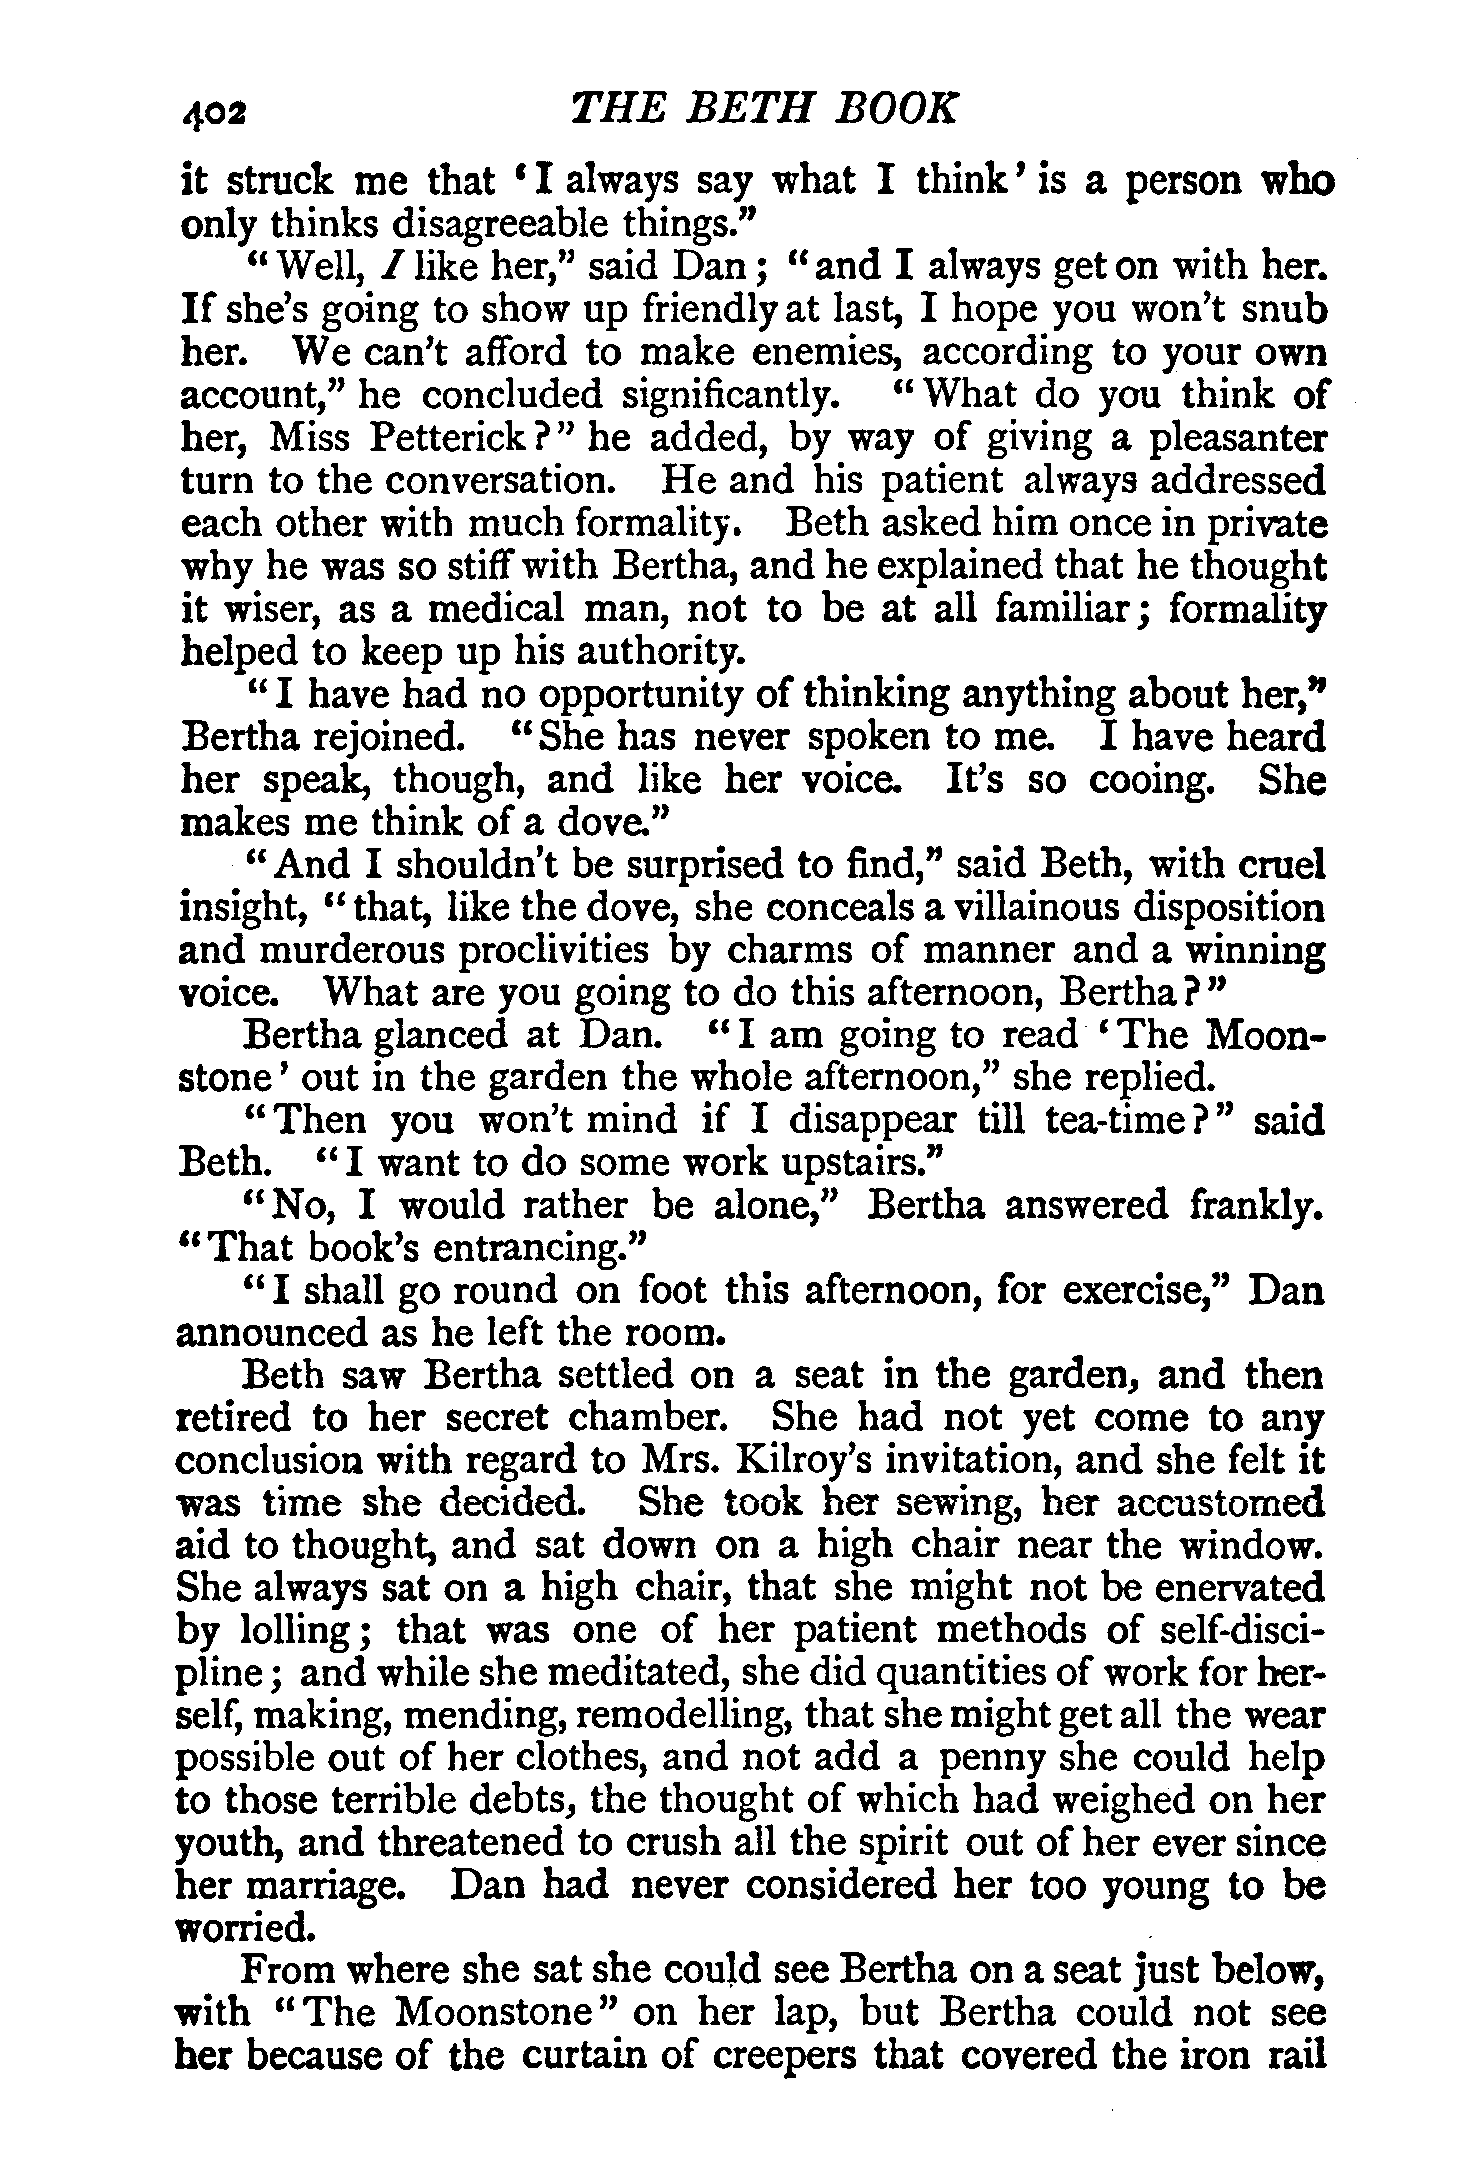 402 THE BETH BOOK
it struck me that ‘I always say what I think’ is a person who
only thinks disagreeable things.”
“Well, I like her,” said Dan; “and I always get on with her.
If she’s going to show up friendly at last, I hope you won’t snub
her. We can’t afford to make enemies, according to your own
account,” he concluded significantly. “What do you think of
her, Miss Petterick?” he added, by way of giving a pleasanter
turn to the conversation. He and his patient always addressed
each other with much formality. Beth asked him once in private
why he was so stiff with Bertha, and he explained that he thought
it wiser, as a medical man, not to be at all familiar; formality
helped to keep up his authority.
“I have had no opportunity of thinking anything about her,”
Bertha rejoined. “She has never spoken to me. I have heard
her speak, though, and like her voice. It’s so cooing. She
makes me think of a dove.”
“And I shouldn’t be surprised to find,” said Beth, with cruel
insight, “that, like the dove, she conceals a villainous disposition
and murderous proclivities by charms of manner and a winning
voice. What are you going to do this afternoon, Bertha?”
Bertha glanced at Dan. “I am going to read ‘The Moon-
stone’ out in the garden the whole afternoon,” she replied.
“Then you won’t mind if I disappear till tea-time?” said
Beth. “I want to do some work upstairs.”
“No, I would rather be alone,” Bertha answered frankly.
“That book’s entrancing.”
“I shall go round on foot this afternoon, for exercise,” Dan
announced as he left the room.
Beth saw Bertha settled on a seat in the garden, and then
retired to her secret chamber. She had not yet come to any
conclusion with regard to Mrs. Kilroy’s invitation, and she felt it
was time she decided. She took her sewing, her accustomed
aid to thought, and sat down on a high chair near the window.
She always sat on a high chair, that she might not be enervated
by lolling; that was one of her patient methods of self-disci-
pline; and while she meditated, she did quantities of work for her-
self, making, mending, remodelling, that she might get all the wear
possible out of her clothes, and not add a penny she could help
to those terrible debts, the thought of which had weighed on her
youth, and threatened to crush all the spirit out of her ever since
her marriage. Dan had never considered her too young to be
worried.
From where she sat she could see Bertha on a seat just below,
with “The Moonstone” on her lap, but Bertha could not see
her because of the curtain of creepers that covered the iron rail